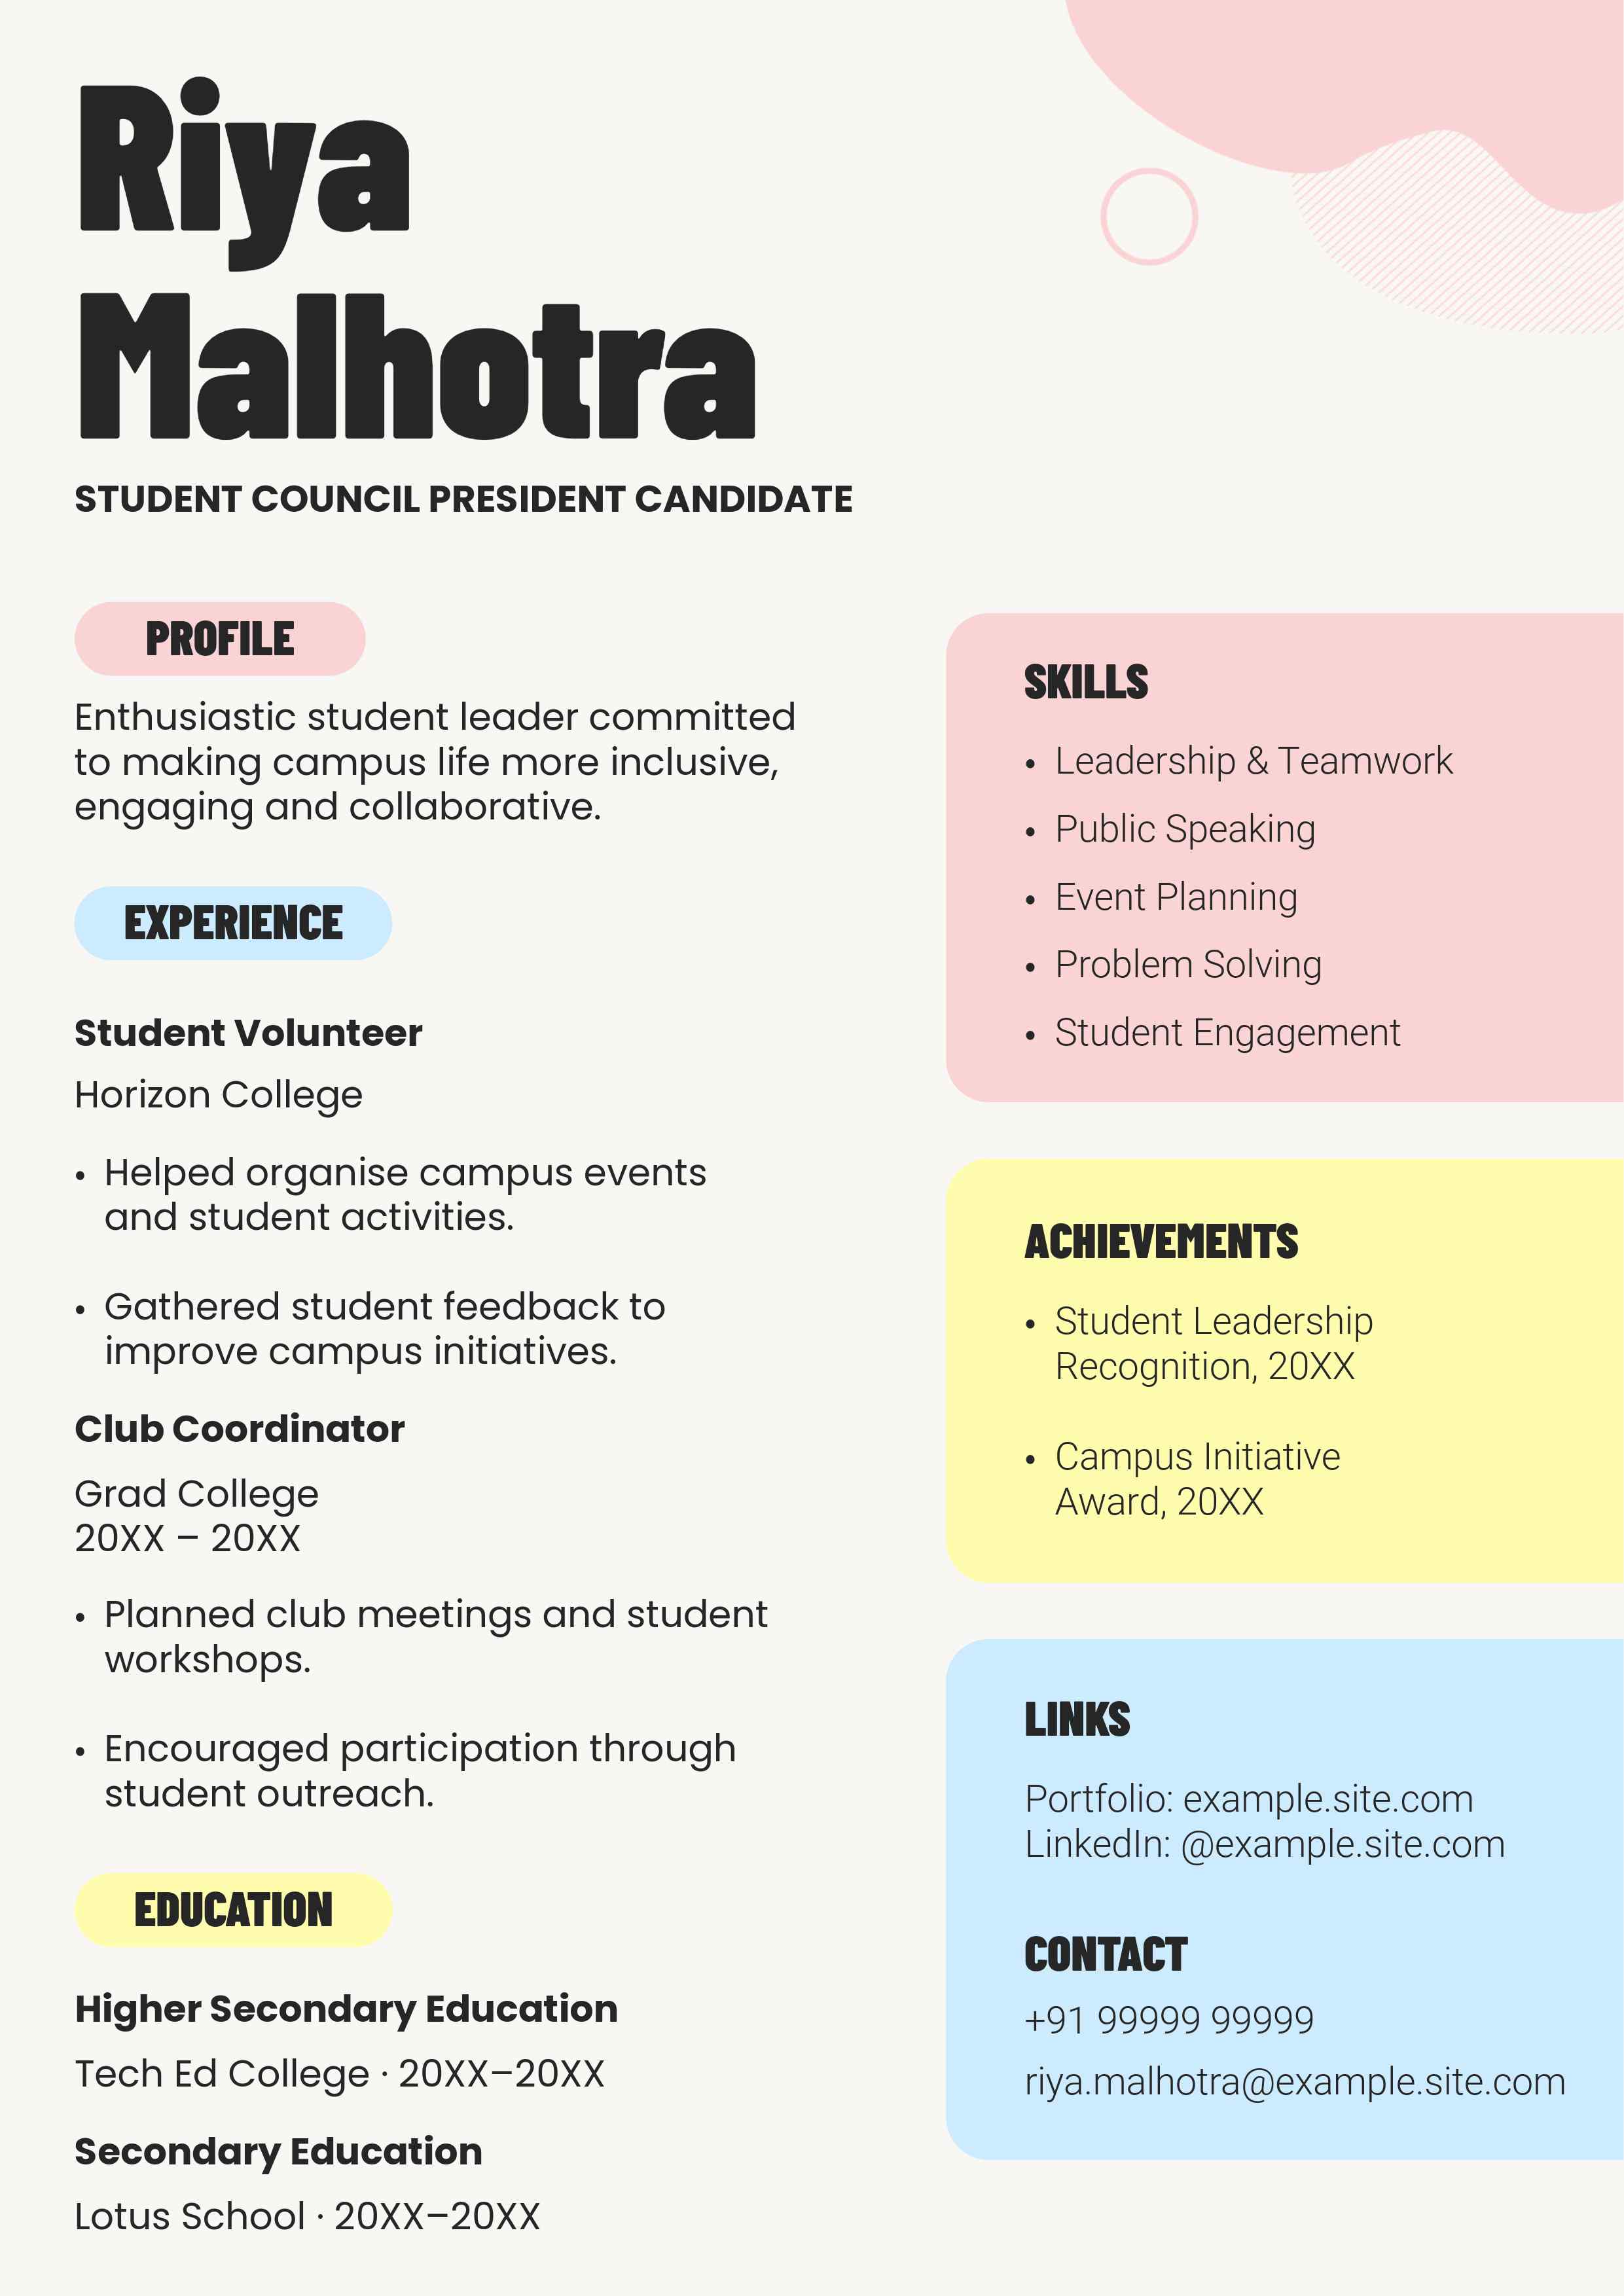 Riya
Malhotra
STUDENT COUNCIL PRESIDENT CANDIDATE
PROFILE
Enthusiastic student leader committed
to making campus life more inclusive,
engaging and collaborative.
EXPERIENCE
Student Volunteer
Horizon College
• Helped organise campus events
and student activities.
• Gathered student feedback to
improve campus initiatives.
Club Coordinator
Grad College
20XX – 20XX
• Planned club meetings and student
workshops.
• Encouraged participation through
student outreach.
EDUCATION
Higher Secondary Education
Tech Ed College · 20XX–20XX
Secondary Education
Lotus School · 20XX–20XX
SKILLS
• Leadership & Teamwork
• Public Speaking
• Event Planning
• Problem Solving
• Student Engagement
ACHIEVEMENTS
• Student Leadership
Recognition, 20XX
• Campus Initiative
Award, 20XX
LINKS
Portfolio: example.site.com
LinkedIn: @example.site.com
CONTACT
+91 99999 99999
riya.malhotra@example.site.com